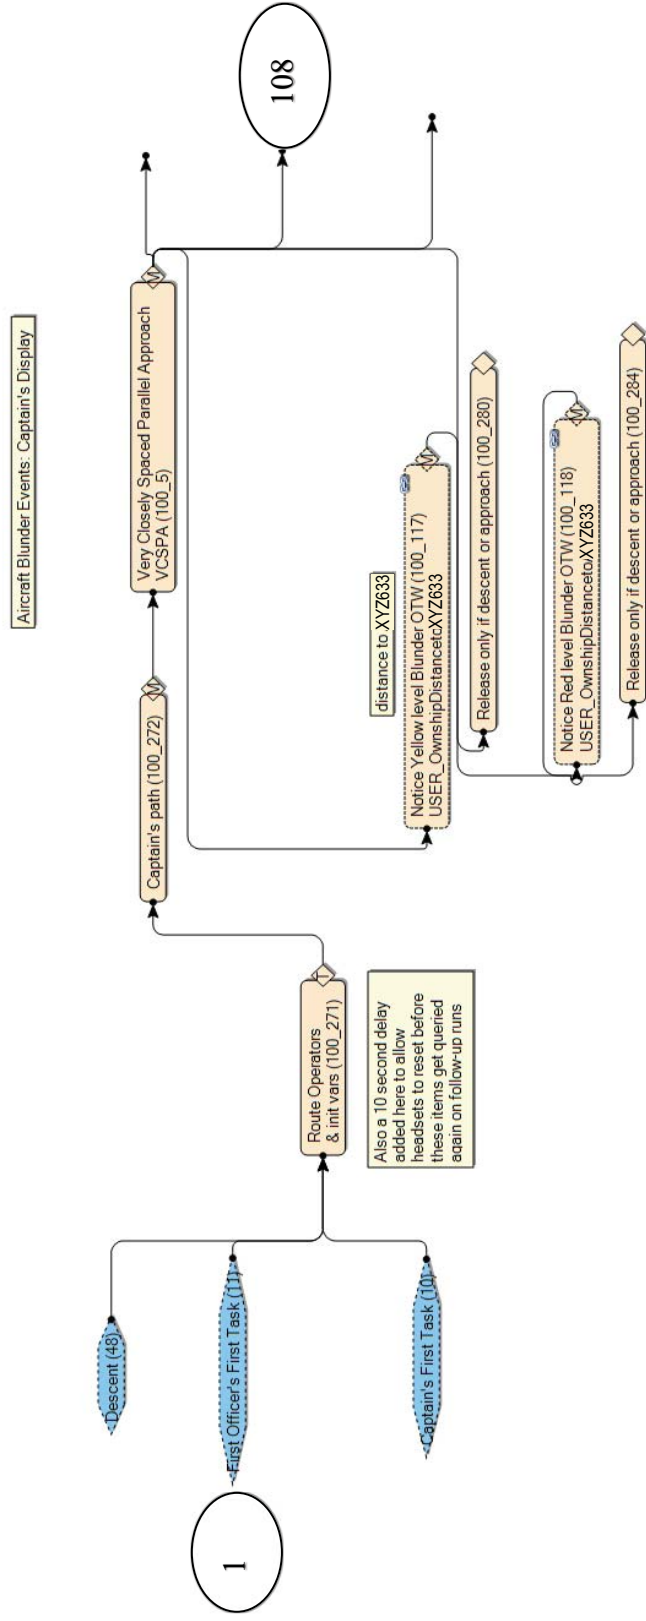 Aircraft Blunder Events: Captain's Display
1
Descent (48)
First Officer's First Task (11)
Captain's First Task (10)
Route Operators
& init vars (100_271)
I
Also a 10 second delay
added here to allow
headsets to reset before
these items get queried
again on follow-up runs
Captain's path (100_272)
M
Very Closely Spaced Parallel Approach
VCSPA (100_5)
M
108
distance to XYZ633
Notice Yellow level Blunder OTW (100_117)
USER_OwnshipDistancetoXYZ633
M
Release only if descent or approach (100_280)
Notice Red level Blunder OTW (100_118)
USER_OwnshipDistancetoXYZ633
M
Release only if descent or approach (100_284)